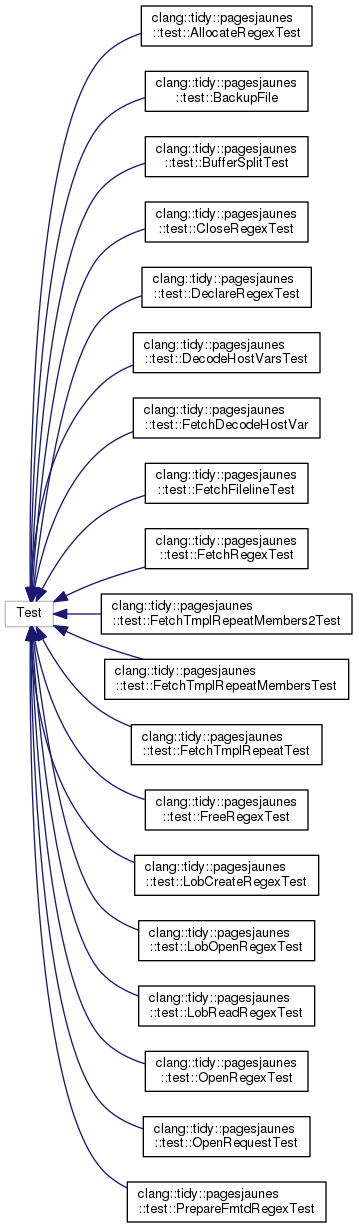 clang::tidy::pagesjaunes
::test::AllocateRegexTest
clang::tidy::pagesjaunes
::test::BackupFile
clang::tidy::pagesjaunes
::test::BufferSplitTest
clang::tidy::pagesjaunes
::test::CloseRegexTest
clang::tidy::pagesjaunes
::test::DeclareRegexTest
clang::tidy::pagesjaunes
::test::DecodeHostVarsTest
clang::tidy::pagesjaunes
::test::FetchDecodeHostVar
clang::tidy::pagesjaunes
::test::FetchFilelineTest
clang::tidy::pagesjaunes
::test::FetchRegexTest
Test
clang::tidy::pagesjaunes
::test::FetchTmplRepeatMembers2Test
clang::tidy::pagesjaunes
::test::FetchTmplRepeatMembersTest
clang::tidy::pagesjaunes
::test::FetchTmplRepeatTest
clang::tidy::pagesjaunes
::test::FreeRegexTest
clang::tidy::pagesjaunes
::test::LobCreateRegexTest
clang::tidy::pagesjaunes
::test::LobOpenRegexTest
clang::tidy::pagesjaunes
::test::LobReadRegexTest
clang::tidy::pagesjaunes
::test::OpenRegexTest
clang::tidy::pagesjaunes
::test::OpenRequestTest
clang::tidy::pagesjaunes
::test::PrepareFmtdRegexTest